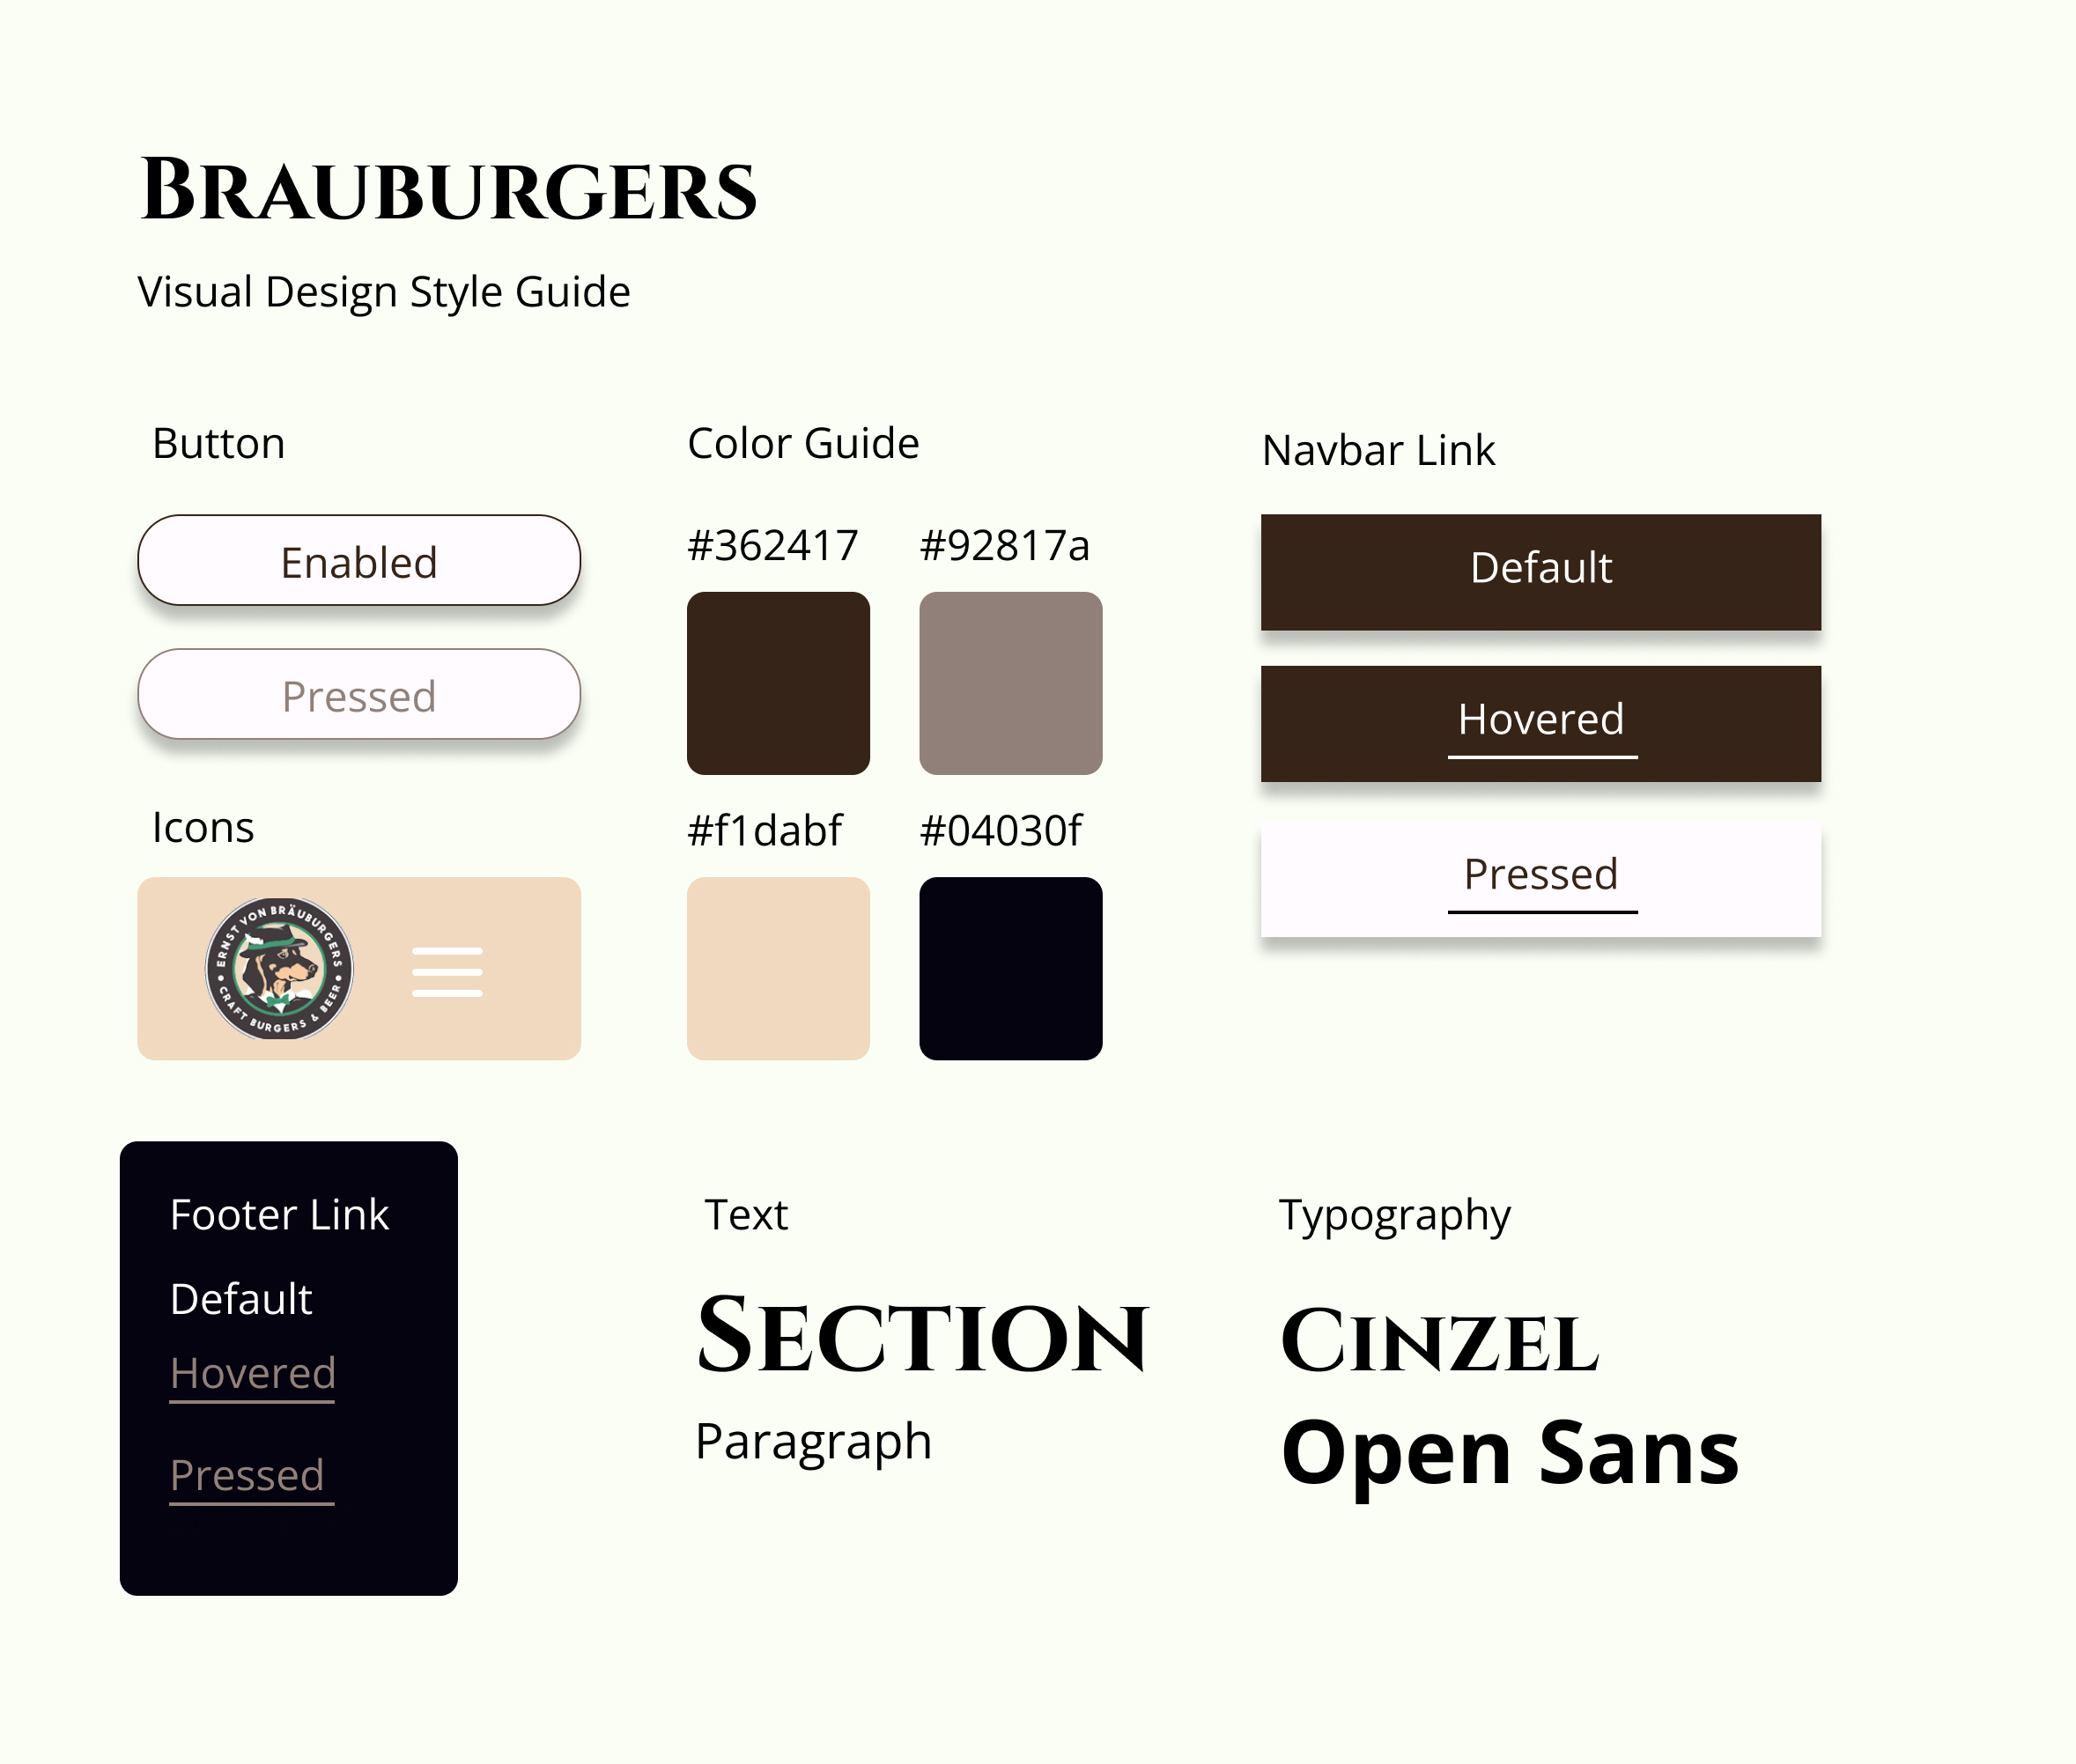 Brauburgers
Visual Design Style Guide
Button
Enabled
Pressed
Icons
ERNST VON BRÄUBURGERS
CRAFT BURGERS & BEER
Color Guide
#362417 #92817a
#f1dabf #04030f
Navbar Link
Default
Hovered
Pressed
Footer Link
Default
Hovered
Pressed
Text
Section
Paragraph
Typography
Cinzel
Open Sans